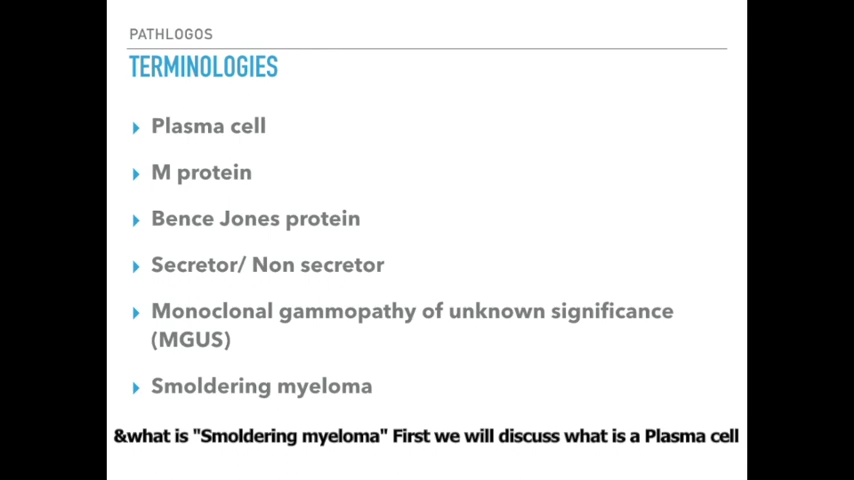 PATHLOGOS
TERMINOLOGIES
Plasma cell
M protein
Bence Jones protein
Secretor/ Non secretor
Monoclonal gammopathy of unknown significance
(MGUS)
Smoldering myeloma
&what is "Smoldering myeloma" First we will discuss what is a Plasma cell